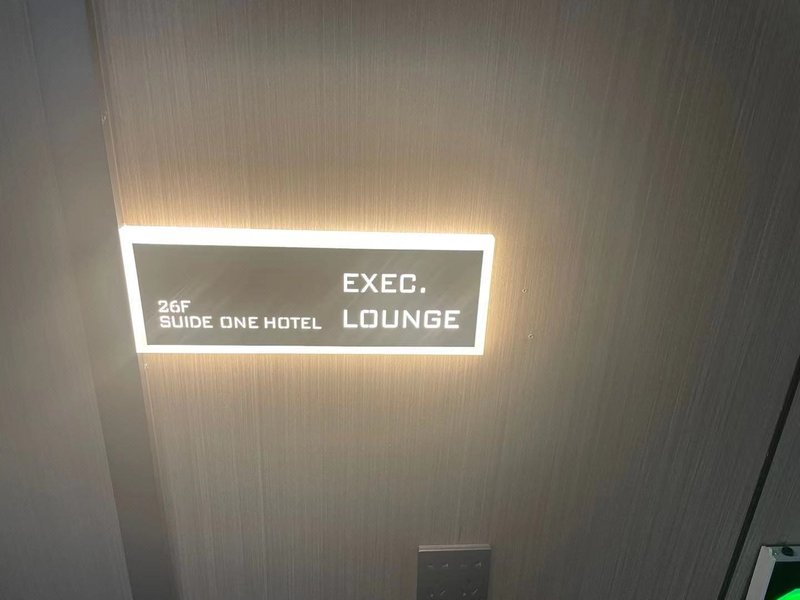 26F
SUIDE ONE HOTEL
EXEC.
LOUNGE